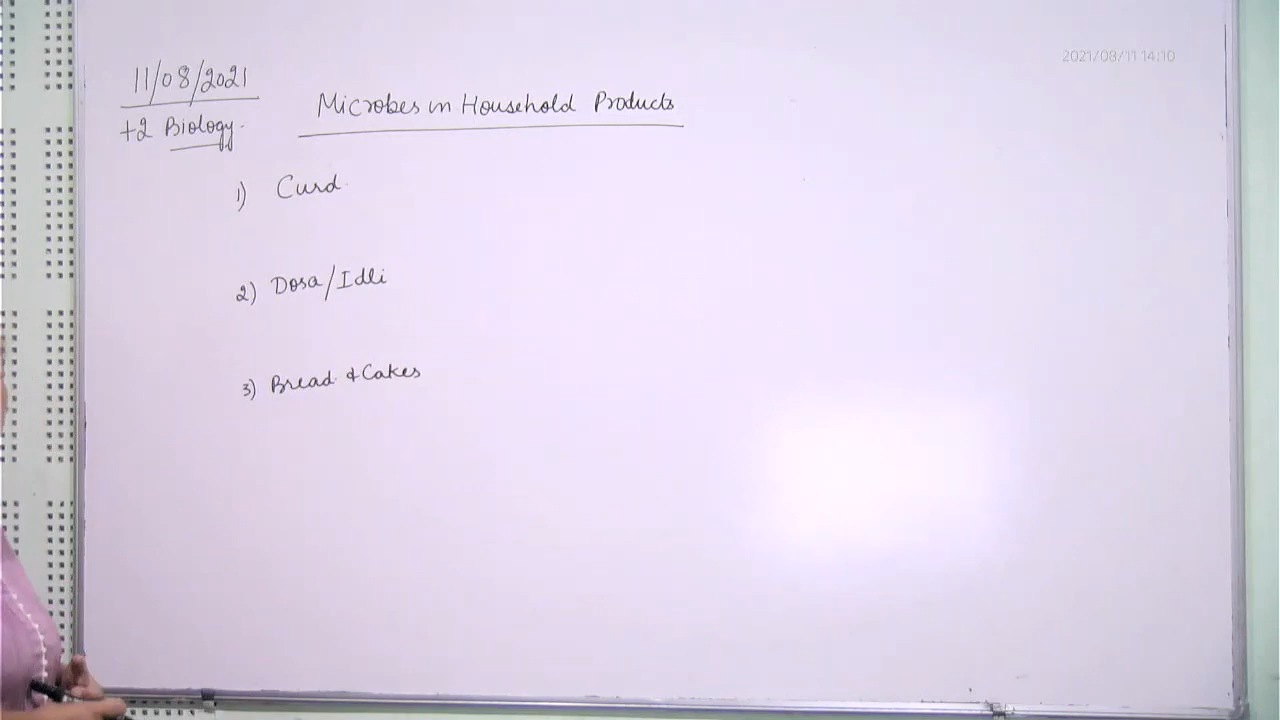 2021/08/11 14:10
11/08/2021
+2 Biology.
Microbes in Household Products
1) Curd.
2) Dosa/Idli
3) Bread & Cakes